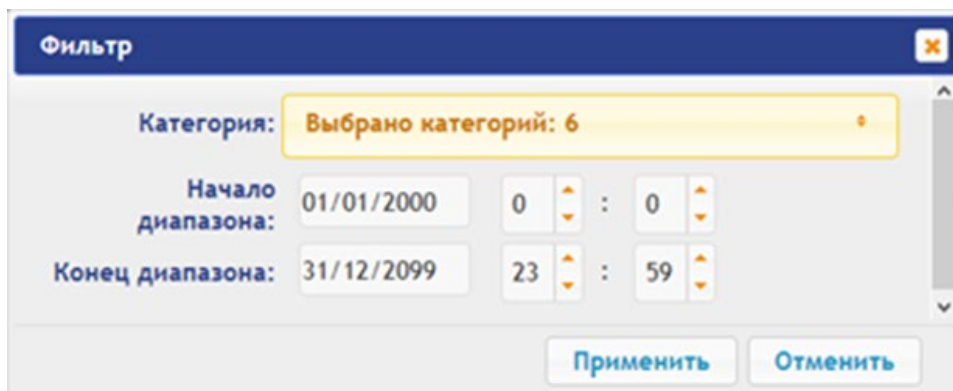 Фильтр
Категория: Выбрано категорий: 6
Начало
диапазона: 01/01/2000 0 : 0
Конец диапазона: 31/12/2099 23 : 59
Применить Отменить